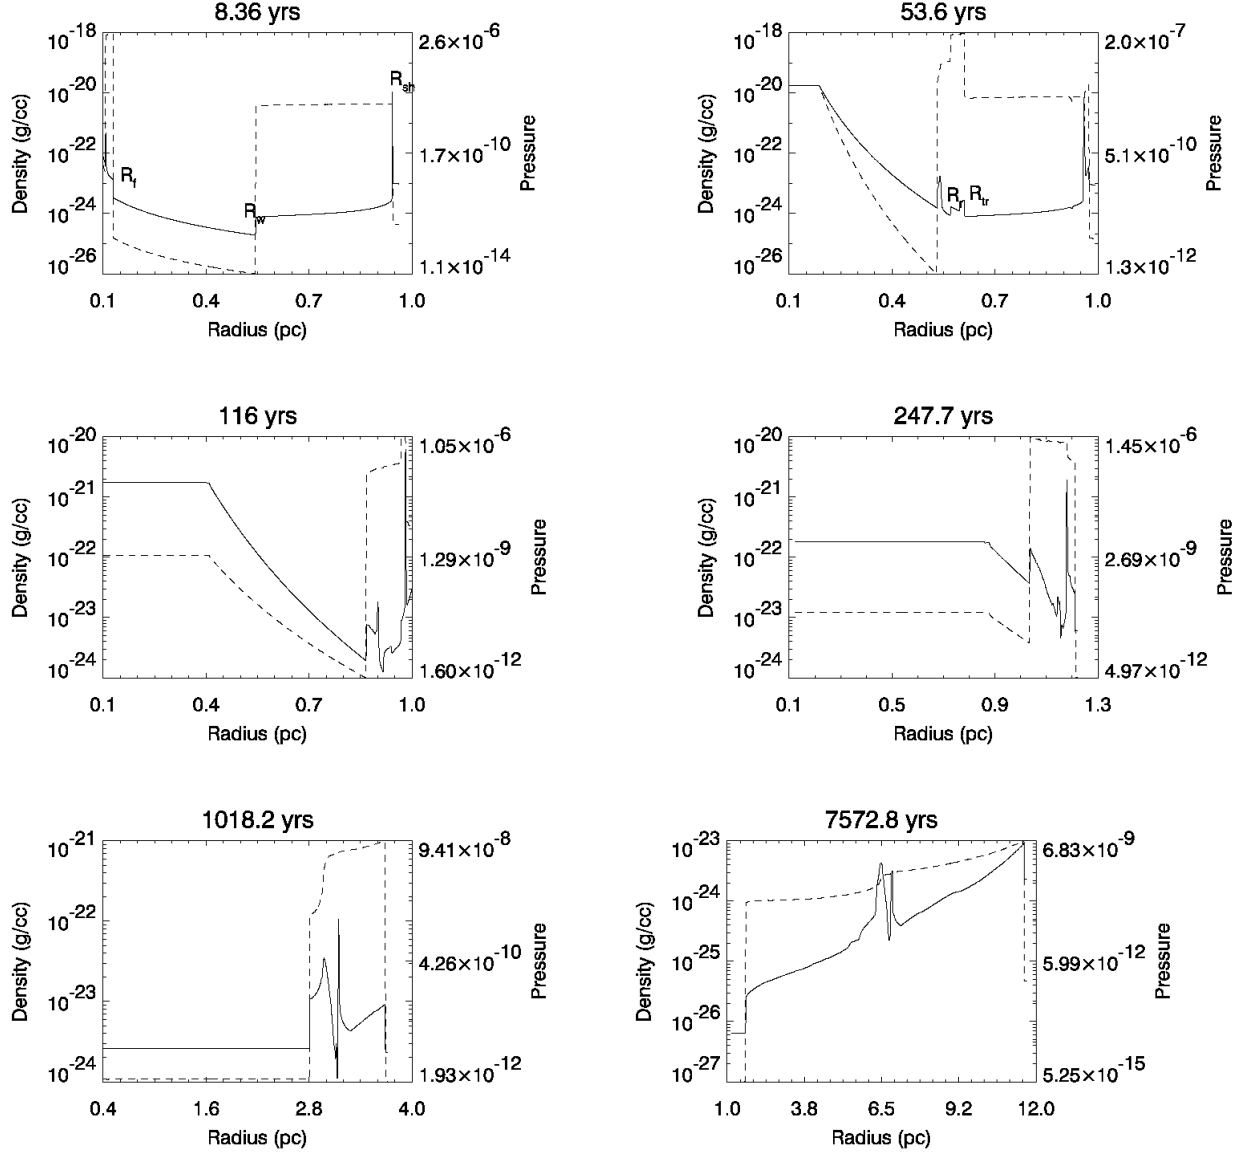 8.36 yrs
Density (g/cc)
10^-18
10^-20
10^-22
10^-24
10^-26
2.6×10^-6
1.7×10^-10
1.1×10^-14
Pressure
R_f
R_w
R_sh
0.1 0.4 0.7 1.0
Radius (pc)
53.6 yrs
Density (g/cc)
10^-18
10^-20
10^-22
10^-24
10^-26
2.0×10^-7
5.1×10^-10
1.3×10^-12
Pressure
R_r R_tr
0.1 0.4 0.7 1.0
Radius (pc)
116 yrs
Density (g/cc)
10^-20
10^-21
10^-22
10^-23
10^-24
1.05×10^-6
1.29×10^-9
1.60×10^-12
Pressure
0.1 0.4 0.7 1.0
Radius (pc)
247.7 yrs
Density (g/cc)
10^-20
10^-21
10^-22
10^-23
10^-24
1.45×10^-6
2.69×10^-9
4.97×10^-12
Pressure
0.1 0.5 0.9 1.3
Radius (pc)
1018.2 yrs
Density (g/cc)
10^-21
10^-22
10^-23
10^-24
9.41×10^-8
4.26×10^-10
1.93×10^-12
Pressure
0.4 1.6 2.8 4.0
Radius (pc)
7572.8 yrs
Density (g/cc)
10^-23
10^-24
10^-25
10^-26
10^-27
6.83×10^-9
5.99×10^-12
5.25×10^-15
Pressure
1.0 3.8 6.5 9.2 12.0
Radius (pc)